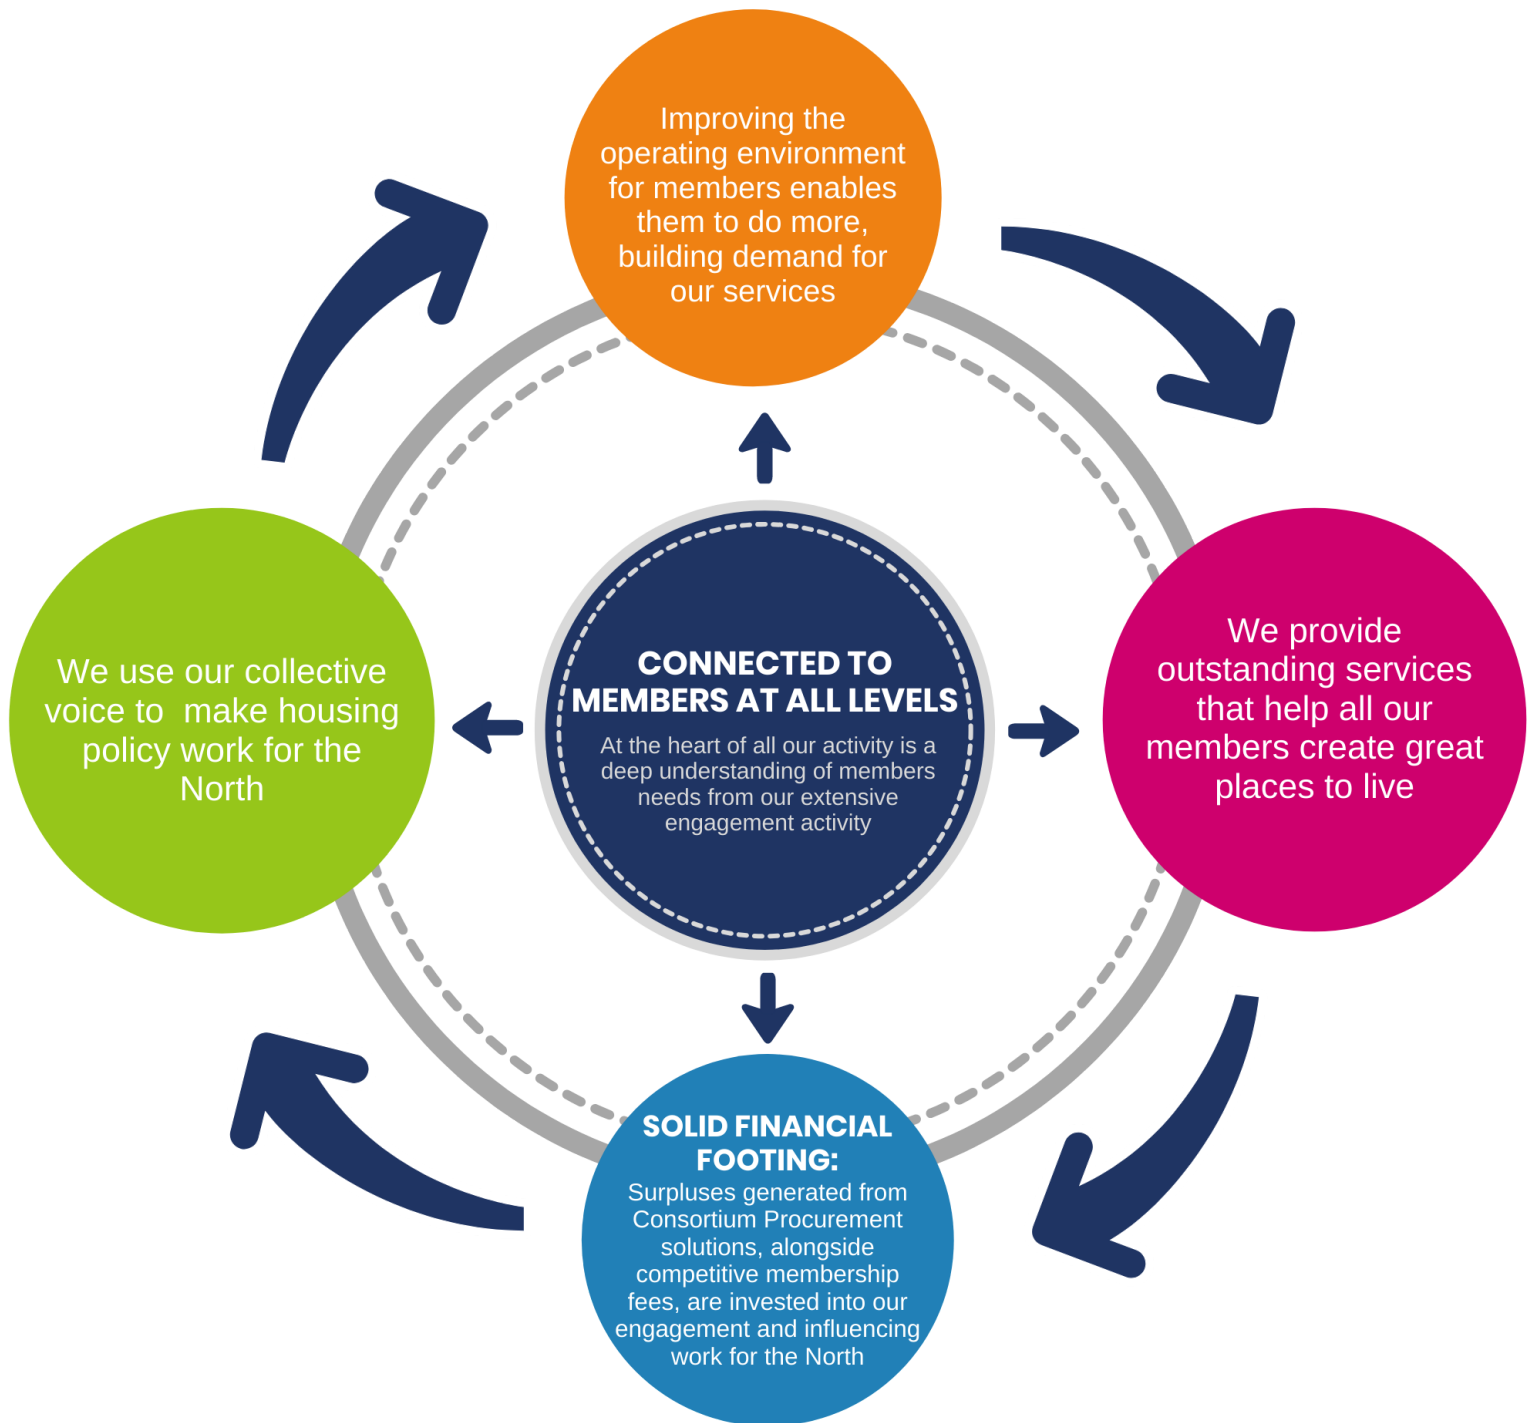 Improving the
operating environment
for members enables
them to do more,
building demand for
our services
We use our collective
voice to  make housing
policy work for the
North
CONNECTED TO
MEMBERS AT ALL LEVELS
At the heart of all our activity is a
deep understanding of members
needs from our extensive
engagement activity
We provide
outstanding services
that help all our
members create great
places to live
SOLID FINANCIAL
FOOTING:
Surpluses generated from
Consortium Procurement
solutions, alongside
competitive membership
fees, are invested into our
engagement and influencing
work for the North